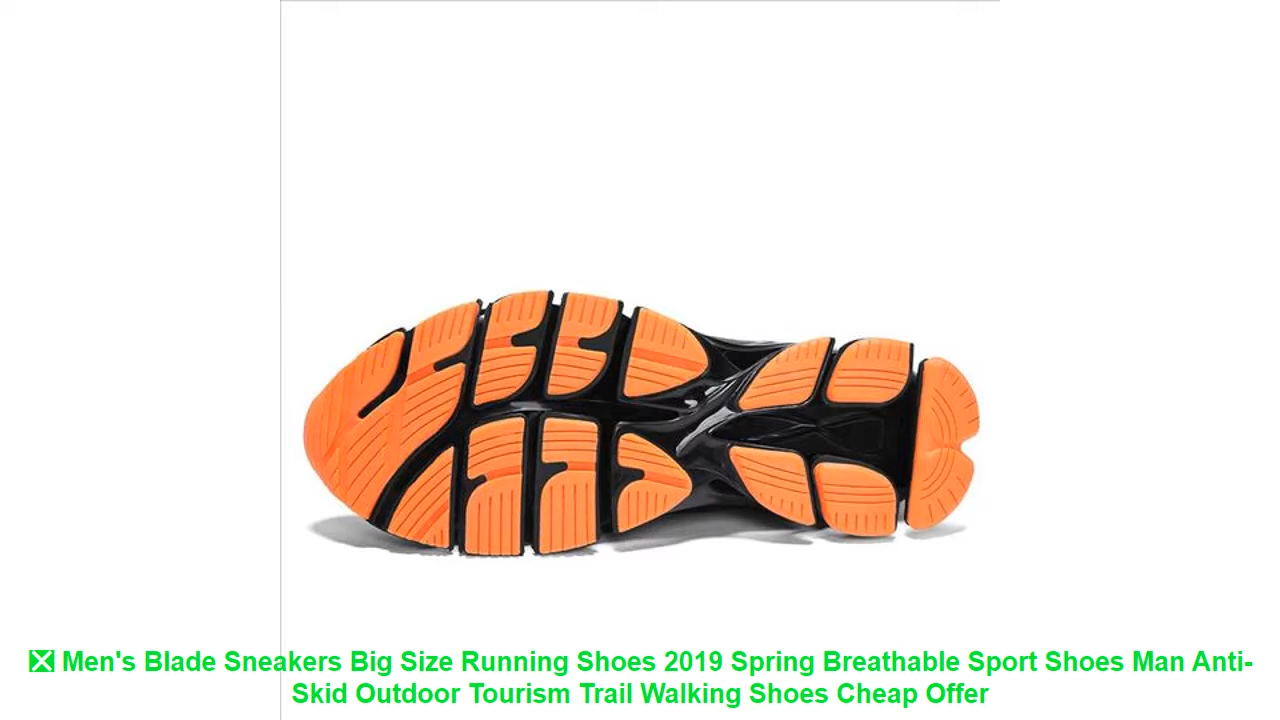 ❎ Men's Blade Sneakers Big Size Running Shoes 2019 Spring Breathable Sport Shoes Man Anti-
Skid Outdoor Tourism Trail Walking Shoes Cheap Offer